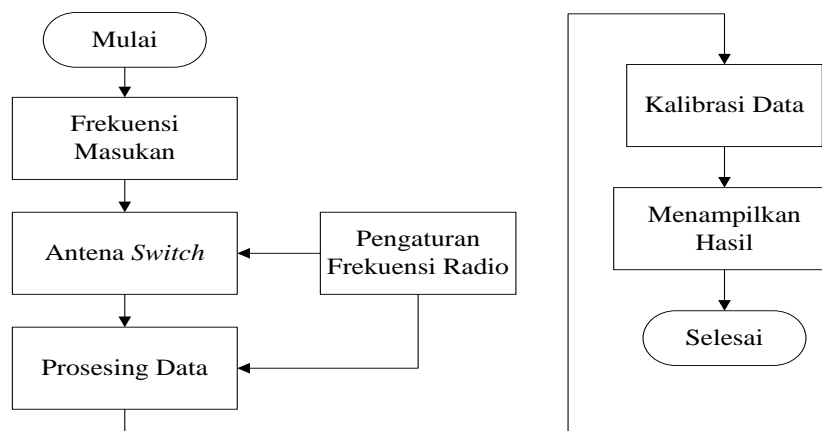 Mulai
Frekuensi
Masukan
Antena Switch
Pengaturan
Frekuensi Radio
Prosesing Data
Kalibrasi Data
Menampilkan
Hasil
Selesai